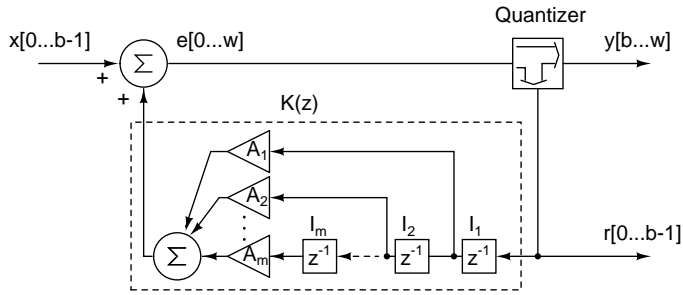 Quantizer
x[0...b-1] e[0...w] y[b...w]
Σ
+
+
K(z)
A1
A2
Im I2 I1
r[0...b-1]
Σ Am z⁻¹ z⁻¹ z⁻¹